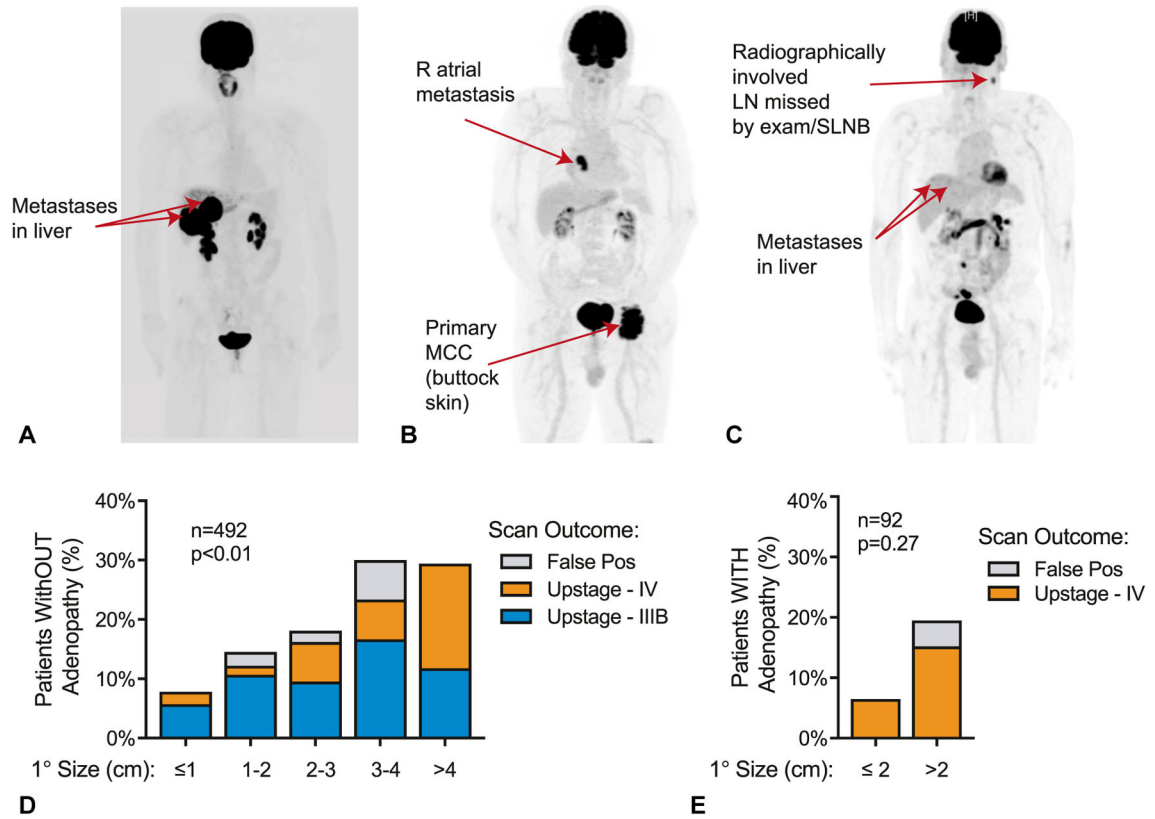 Metastases
in liver
A
R atrial
metastasis
Primary
MCC
(buttock
skin)
B
[H]
Radiographically
involved
LN missed
by exam/SLNB
Metastases
in liver
C
Patients WithOUT
Adenopathy (%)
40%
30%
20%
10%
0%
n=492
p<0.01
Scan Outcome:
False Pos
Upstage - IV
Upstage - IIIB
1° Size (cm): ≤1 1-2 2-3 3-4 >4
D
Patients WITH
Adenopathy (%)
40%
30%
20%
10%
0%
n=92
p=0.27
Scan Outcome:
False Pos
Upstage - IV
1° Size (cm): ≤ 2 >2
E